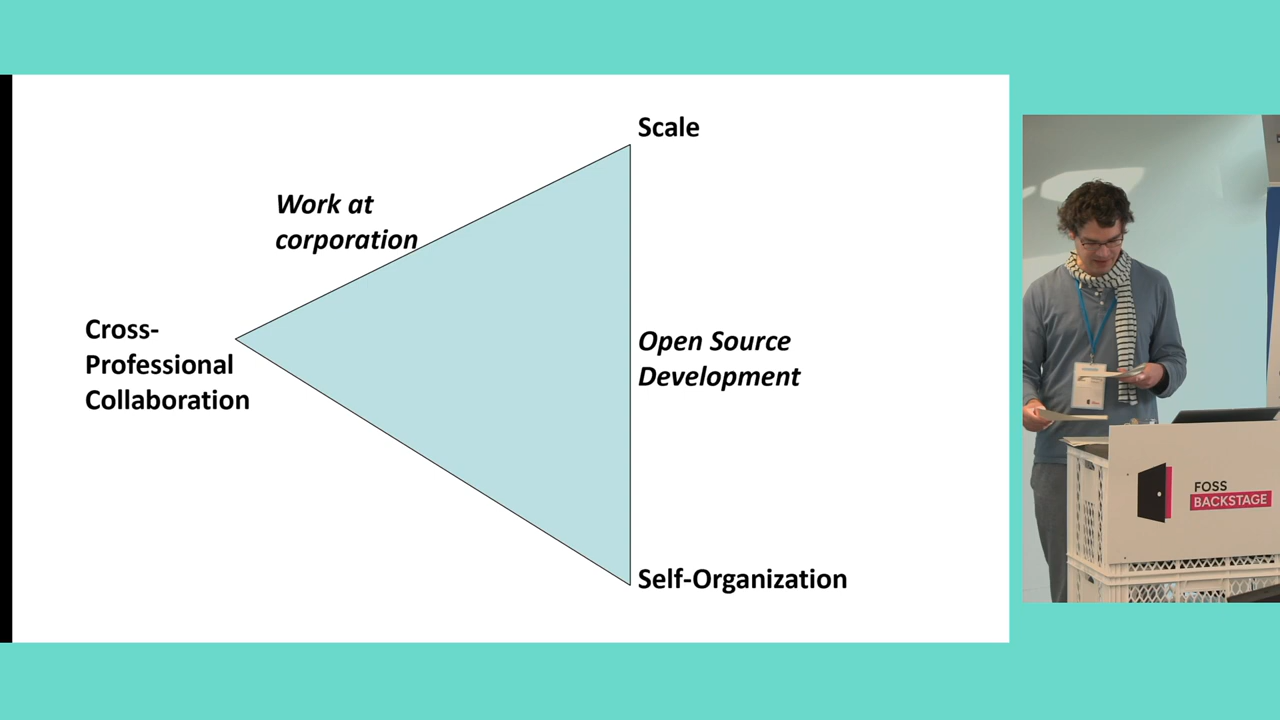 Scale
Work at
corporation
Cross-
Professional
Collaboration
Open Source
Development
Self-Organization
FOSS
BACKSTAGE